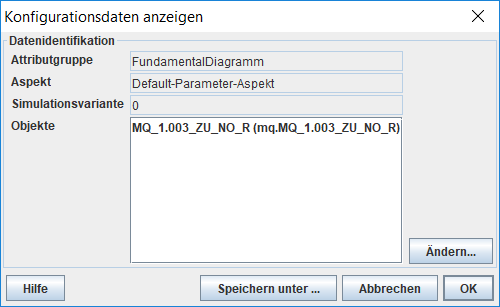 Konfigurationsdaten anzeigen
Datenidentifikation
Attributgruppe FundamentalDiagramm
Aspekt Default-Parameter-Aspekt
Simulationsvariante 0
Objekte MQ_1.003_ZU_NO_R (mq.MQ_1.003_ZU_NO_R)
Ändern...
Hilfe Speichern unter ... Abbrechen OK